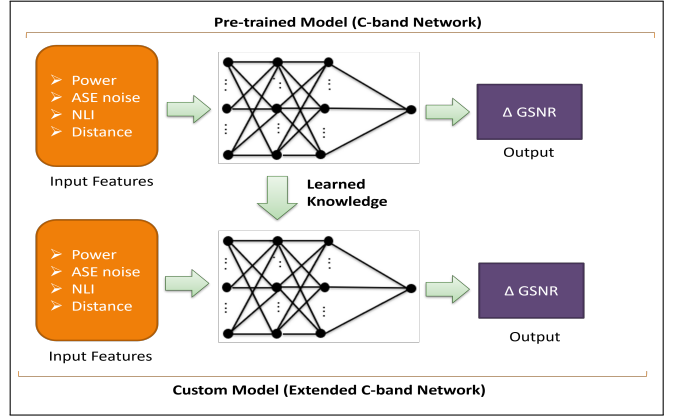 Pre-trained Model (C-band Network)
➢ Power
➢ ASE noise
➢ NLI
➢ Distance
Input Features
Δ GSNR
Output
Learned
Knowledge
➢ Power
➢ ASE noise
➢ NLI
➢ Distance
Input Features
Δ GSNR
Output
Custom Model (Extended C-band Network)